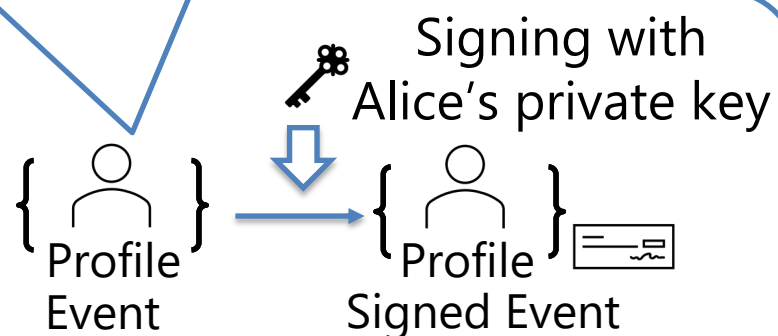 Signing with
Alice’s private key
{ } { }
Profile Profile
Event Signed Event